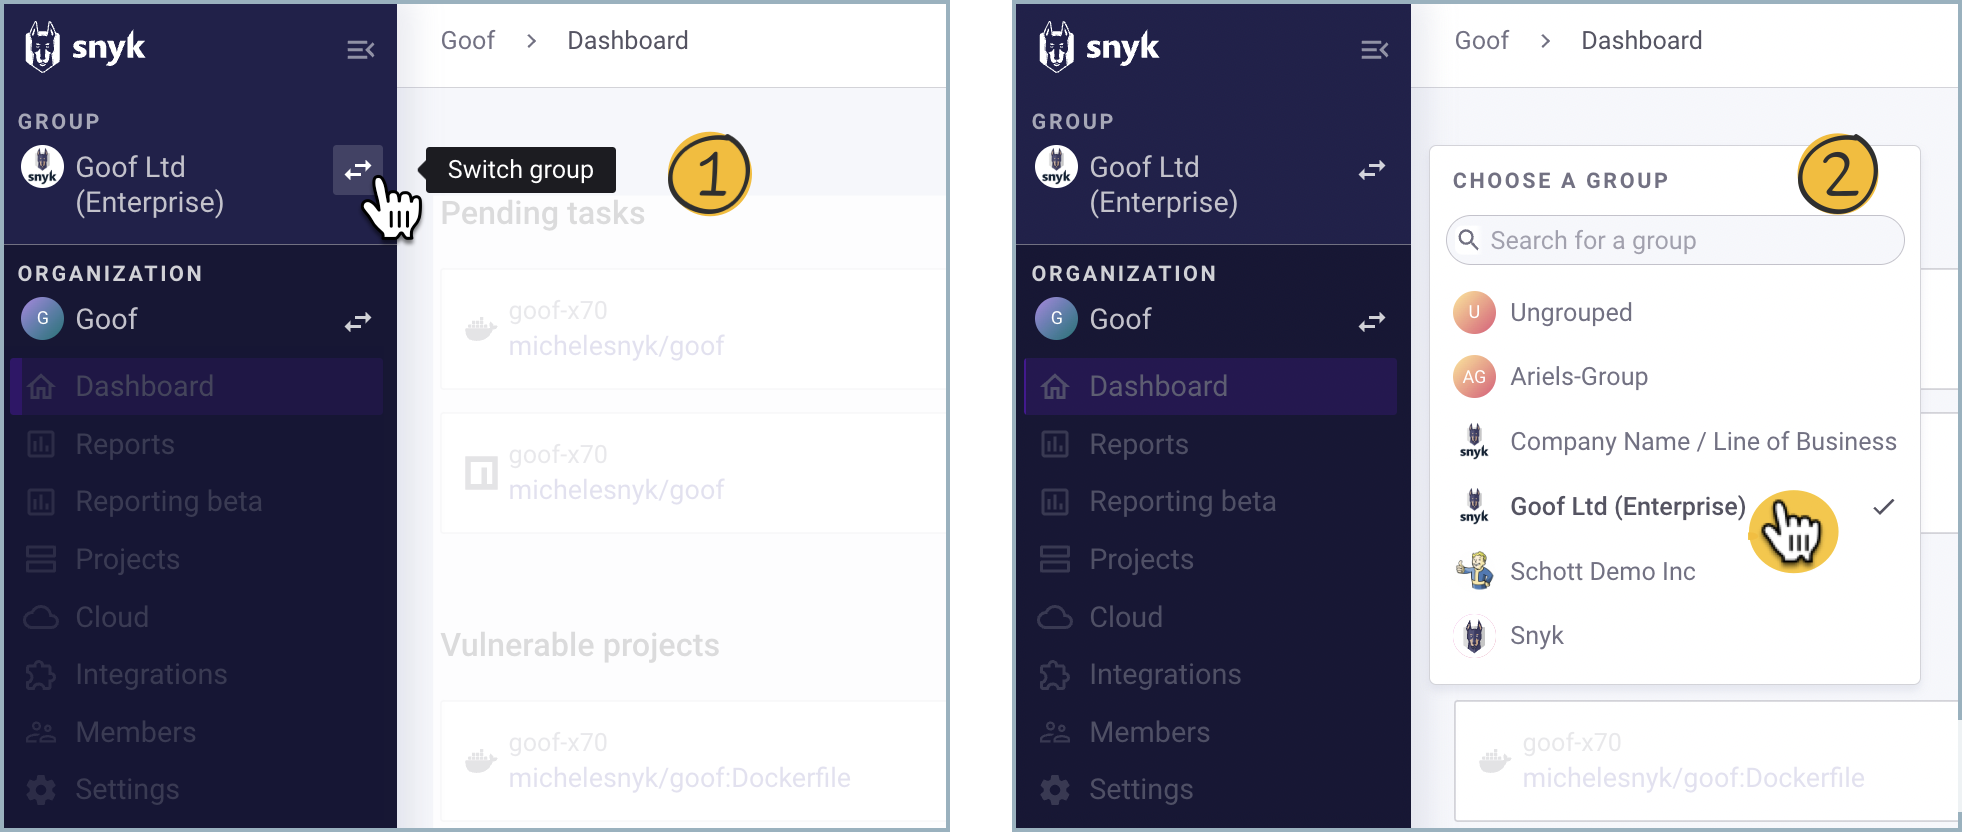 snyk
GROUP
snyk
Goof Ltd
(Enterprise)
ORGANIZATION
G
Goof
Dashboard
Reports
Reporting beta
Projects
Cloud
Integrations
Members
Settings
Goof > Dashboard
Switch group
1
Pending tasks
goof-x70
michelesnyk/goof
goof-x70
michelesnyk/goof
Vulnerable projects
goof-x70
michelesnyk/goof:Dockerfile
snyk
GROUP
snyk
Goof Ltd
(Enterprise)
ORGANIZATION
G
Goof
Dashboard
Reports
Reporting beta
Projects
Cloud
Integrations
Members
Settings
Goof > Dashboard
2
CHOOSE A GROUP
Search for a group
U Ungrouped
AG Ariels-Group
snyk Company Name / Line of Business
snyk Goof Ltd (Enterprise)
Schott Demo Inc
Snyk
goof-x70
michelesnyk/goof:Dockerfile